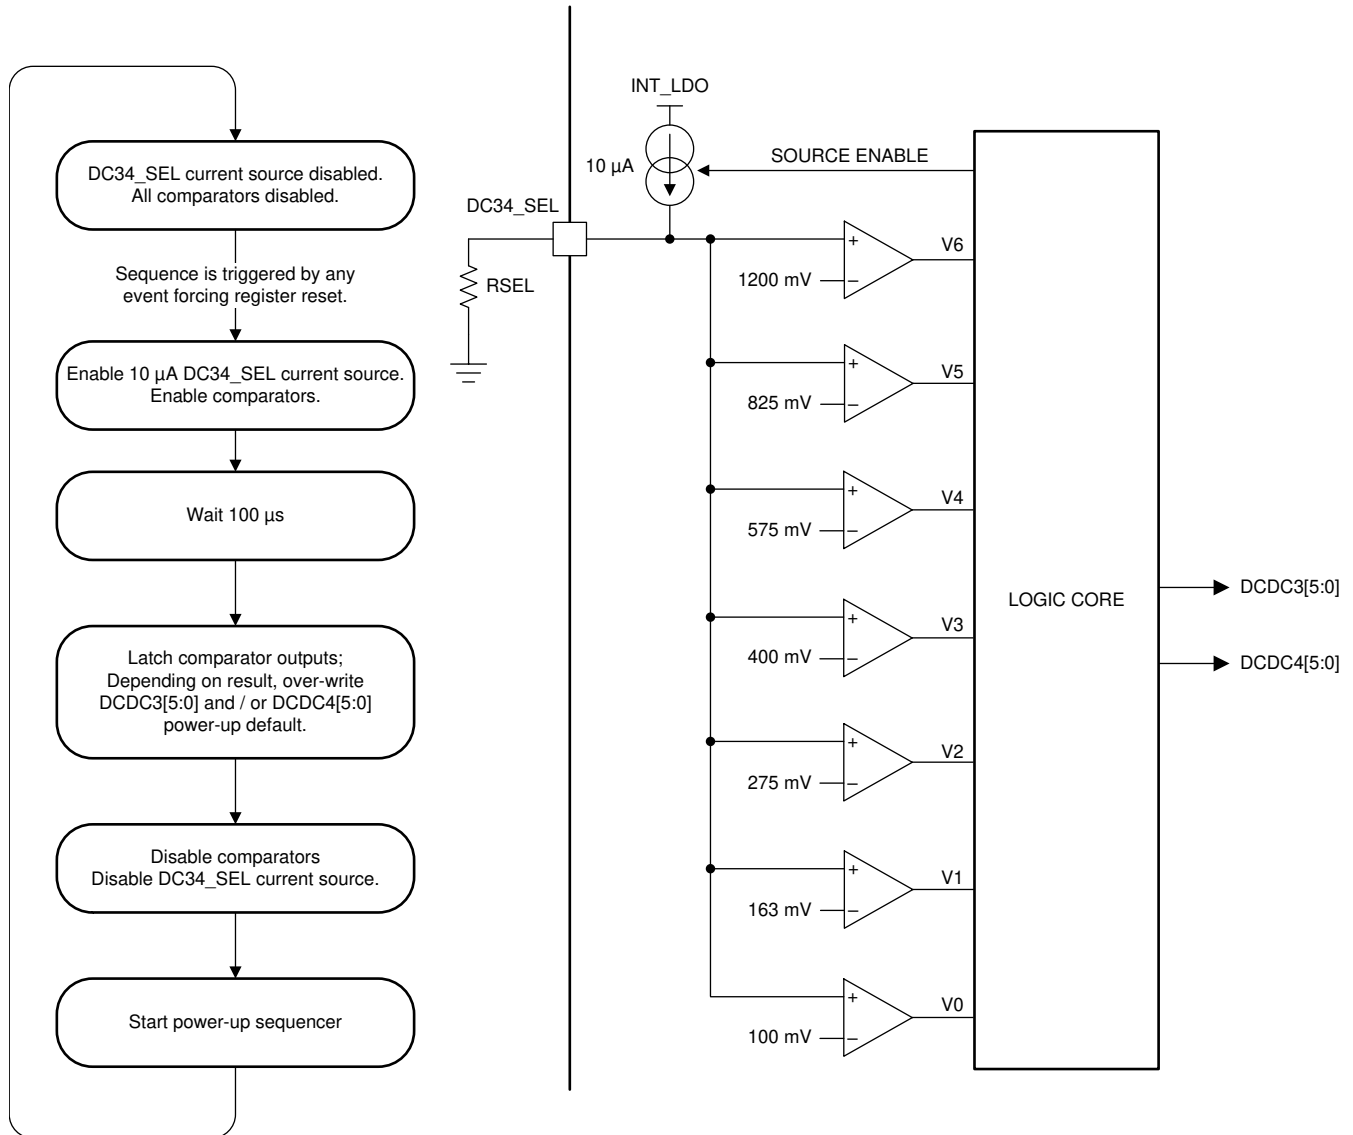 DC34_SEL current source disabled.
All comparators disabled.
Sequence is triggered by any
event forcing register reset.
Enable 10 µA DC34_SEL current source.
Enable comparators.
Wait 100 µs
Latch comparator outputs;
Depending on result, over-write
DCDC3[5:0] and / or DCDC4[5:0]
power-up default.
Disable comparators
Disable DC34_SEL current source.
Start power-up sequencer
INT_LDO
10 µA
SOURCE ENABLE
DC34_SEL
RSEL
+
1200 mV
–
V6
+
825 mV
–
V5
+
575 mV
–
V4
+
400 mV
–
V3
+
275 mV
–
V2
+
163 mV
–
V1
+
100 mV
–
V0
LOGIC CORE
DCDC3[5:0]
DCDC4[5:0]